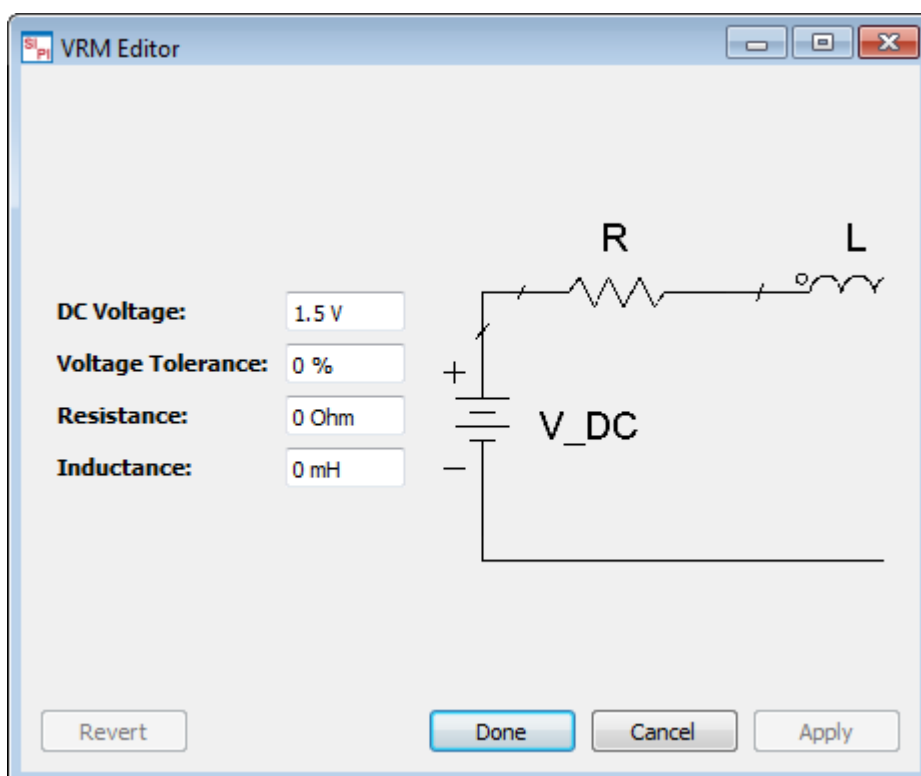 SI PI VRM Editor
R L
DC Voltage: 1.5 V
Voltage Tolerance: 0 %
Resistance: 0 Ohm
Inductance: 0 mH
+
V_DC
−
Revert Done Cancel Apply